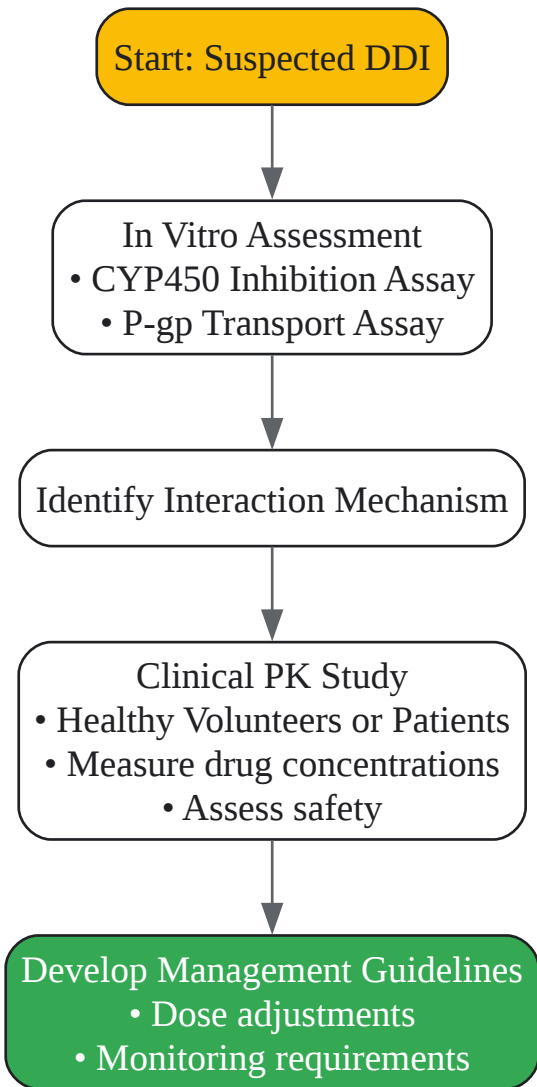 Start: Suspected DDI
In Vitro Assessment
• CYP450 Inhibition Assay
• P-gp Transport Assay
Identify Interaction Mechanism
Clinical PK Study
• Healthy Volunteers or Patients
• Measure drug concentrations
• Assess safety
Develop Management Guidelines
• Dose adjustments
• Monitoring requirements